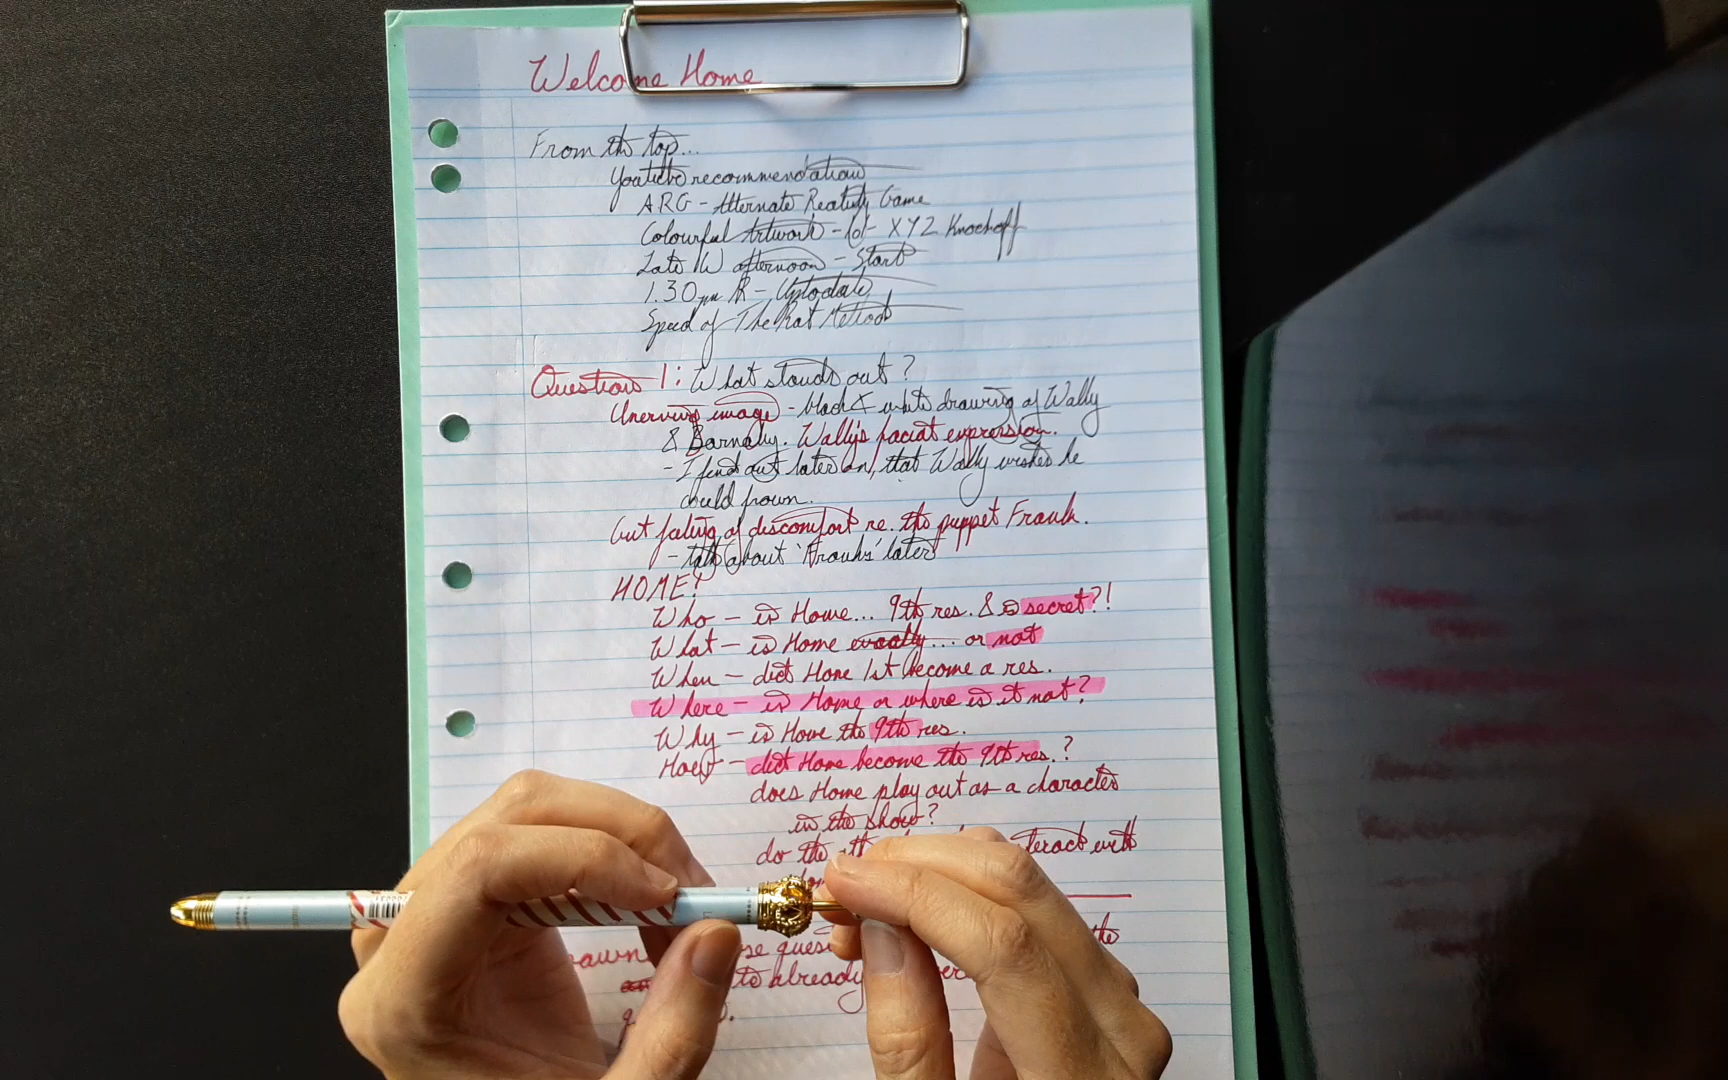 Welcome Home
From the top...
Youtube recommendation
ARG - Alternate Reality Game
Colourful Artwork - lol - XYZ Knockoff
Late W afternoon - Start
1.30pm R - Uptodate
Speed of The Rat Method
Question 1: What stands out?
Unerving image - black & white drawing of Wally
& Barnaby. Wally's facial expression.
- I find out later on, that Wally wishes he
could frown.
Gut feeling of discomfort re. the puppet Frank.
- talk about 'Franks' later
HOME!
Who - is Home... 9th res. & a secret?!
What - is Home exactly... or not
When - did Home 1st become a res.
Where - is Home or where is it not?
Why - is Home the 9th res.
How - did Home become the 9th res.?
does Home play out as a character
in the show?
do the with
the
to already